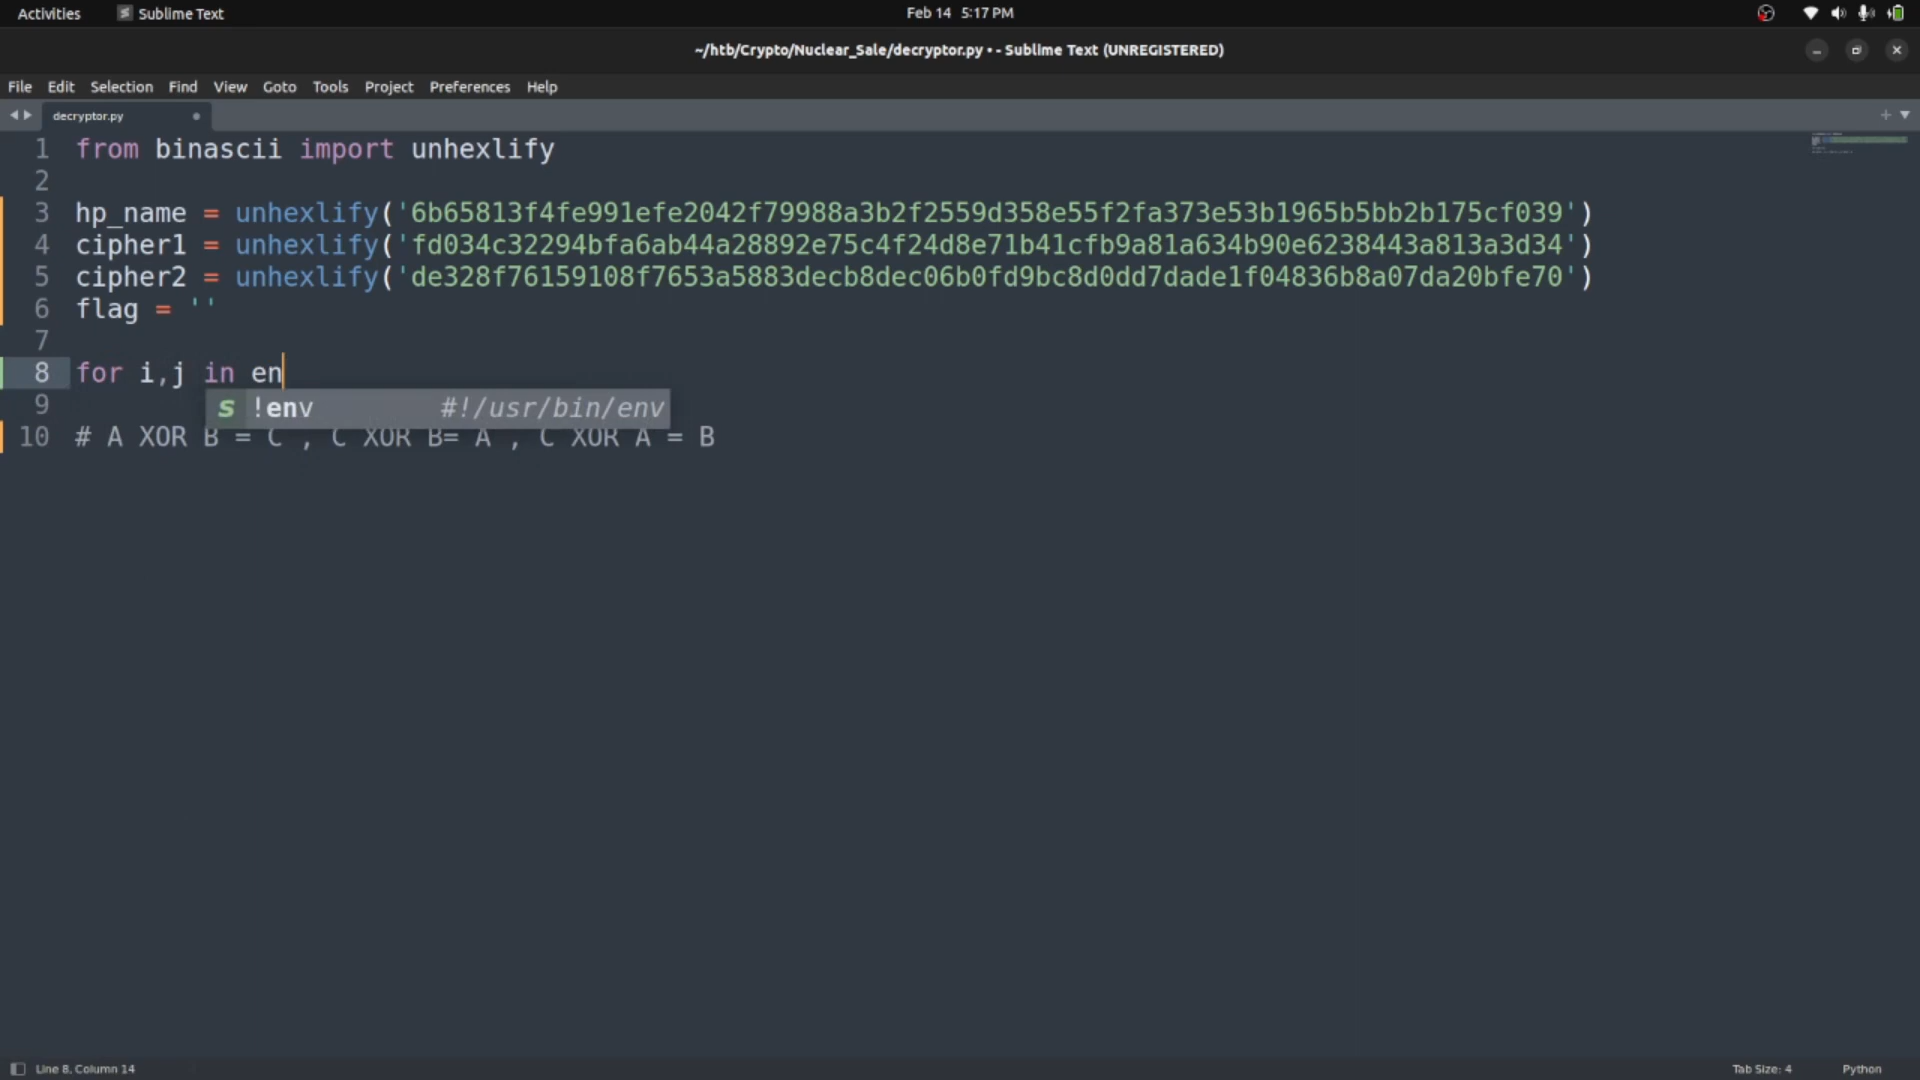 Activities Sublime Text Feb 14 5:17 PM
~/htb/Crypto/Nuclear_Sale/decryptor.py • - Sublime Text (UNREGISTERED)
File Edit Selection Find View Goto Tools Project Preferences Help
decryptor.py
1 from binascii import unhexlify
2
3 hp_name = unhexlify('6b65813f4fe991efe2042f79988a3b2f2559d358e55f2fa373e53b1965b5bb2b175cf039')
4 cipher1 = unhexlify('fd034c32294bfa6ab44a28892e75c4f24d8e71b41cfb9a81a634b90e6238443a813a3d34')
5 cipher2 = unhexlify('de328f76159108f7653a5883decb8dec06b0fd9bc8d0dd7dade1f04836b8a07da20bfe70')
6 flag = ''
7
8 for i,j in en
9 s !env #!/usr/bin/env
10 # A XOR B = C , C XOR B= A , C XOR A = B
Line 8, Column 14 Tab Size: 4 Python